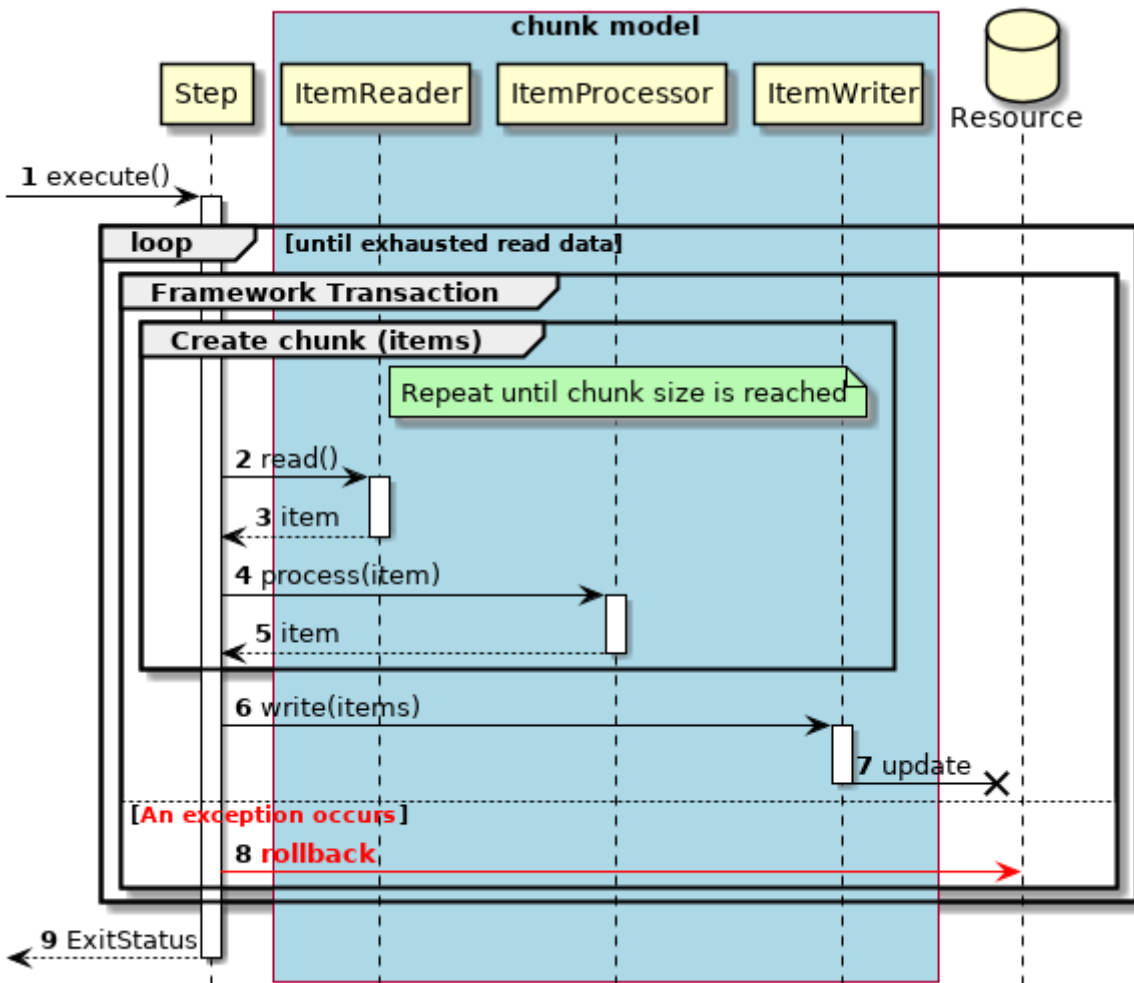 chunk model
Step
ItemReader
ItemProcessor
ItemWriter
Resource
1 execute()
loop [until exhausted read data]
Framework Transaction
Create chunk (items)
Repeat until chunk size is reached
2 read()
3 item
4 process(item)
5 item
6 write(items)
7 update
[An exception occurs]
8 rollback
9 ExitStatus